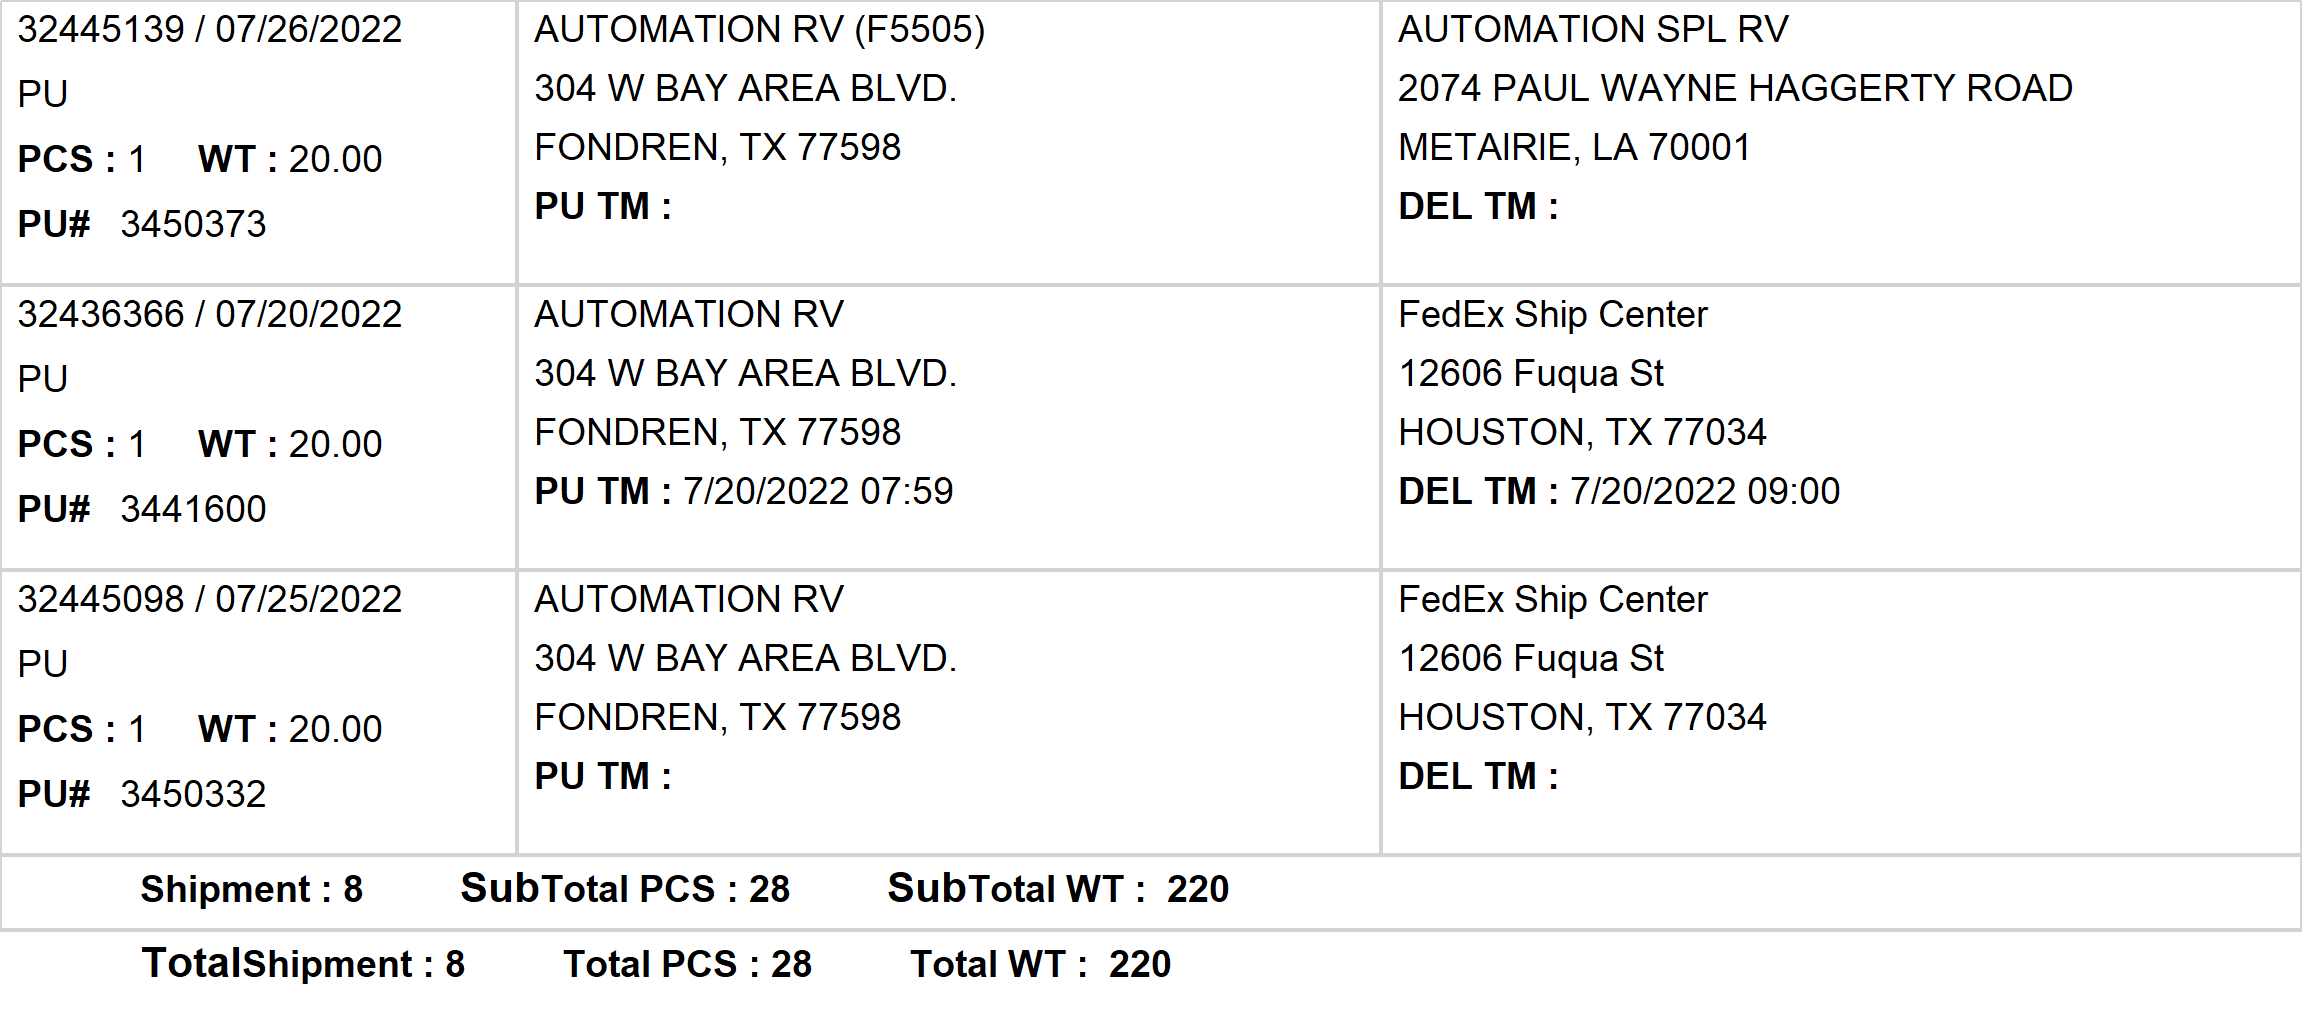 32445139 / 07/26/2022
PU
PCS : 1 WT : 20.00
PU# 3450373
AUTOMATION RV (F5505)
304 W BAY AREA BLVD.
FONDREN, TX 77598
PU TM :
AUTOMATION SPL RV
2074 PAUL WAYNE HAGGERTY ROAD
METAIRIE, LA 70001
DEL TM :
32436366 / 07/20/2022
PU
PCS : 1 WT : 20.00
PU# 3441600
AUTOMATION RV
304 W BAY AREA BLVD.
FONDREN, TX 77598
PU TM : 7/20/2022 07:59
FedEx Ship Center
12606 Fuqua St
HOUSTON, TX 77034
DEL TM : 7/20/2022 09:00
32445098 / 07/25/2022
PU
PCS : 1 WT : 20.00
PU# 3450332
AUTOMATION RV
304 W BAY AREA BLVD.
FONDREN, TX 77598
PU TM :
FedEx Ship Center
12606 Fuqua St
HOUSTON, TX 77034
DEL TM :
Shipment : 8 SubTotal PCS : 28 SubTotal WT : 220
TotalShipment : 8 Total PCS : 28 Total WT : 220